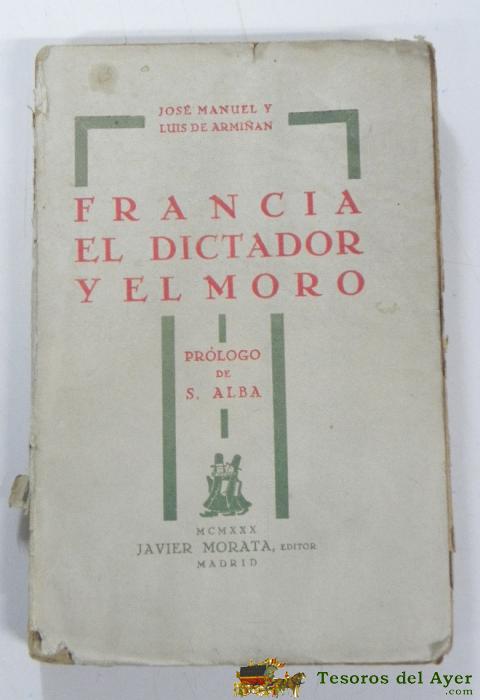 JOSÉ MANUEL Y
LUIS DE ARMIÑAN
FRANCIA
EL DICTADOR
Y EL MORO
PRÓLOGO
DE
S. ALBA
MCMXXX
JAVIER MORATA, EDITOR
MADRID
Tesoros del Ayer
.com